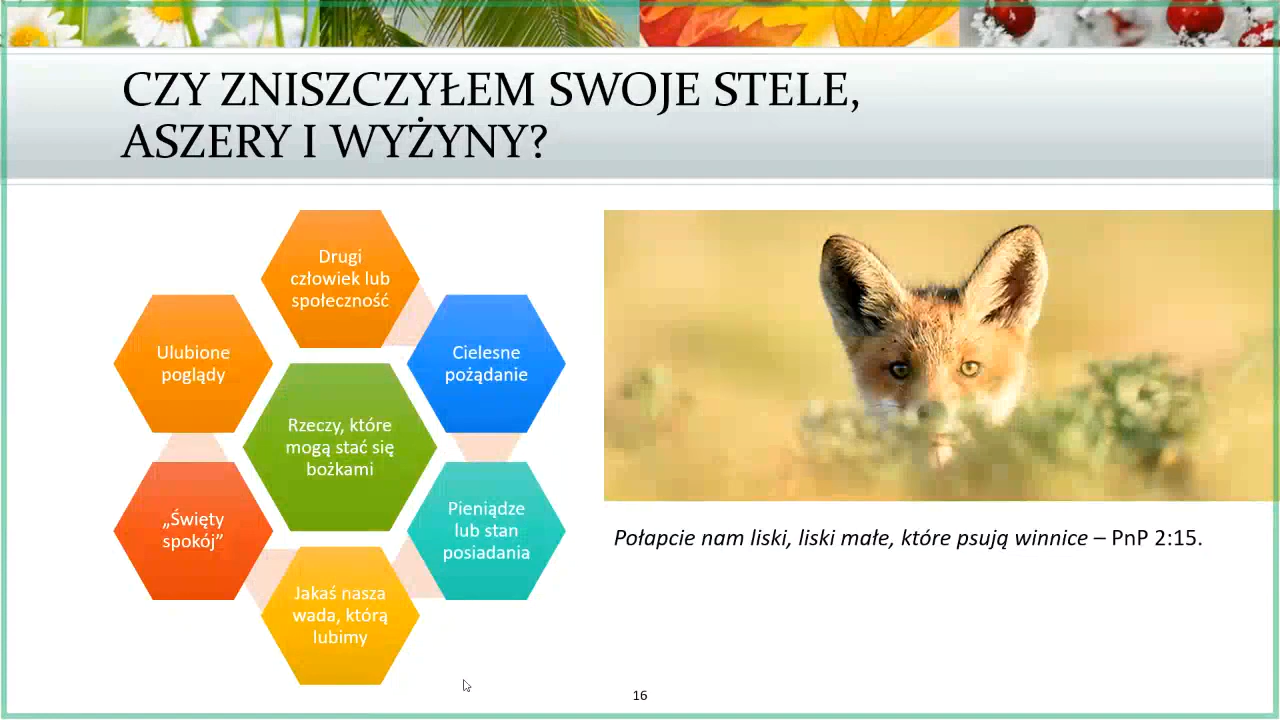 CZY ZNISZCZYŁEM SWOJE STELE,
ASZERY I WYŻYNY?
Drugi
człowiek lub
społeczność
Cielesne
pożądanie
Pieniądze
lub stan
posiadania
Jakaś nasza
wada, którą
lubimy
„Święty
spokój”
Ulubione
poglądy
Rzeczy, które
mogą stać się
bożkami
Połapcie nam liski, liski małe, które psują winnice – PnP 2:15.
16